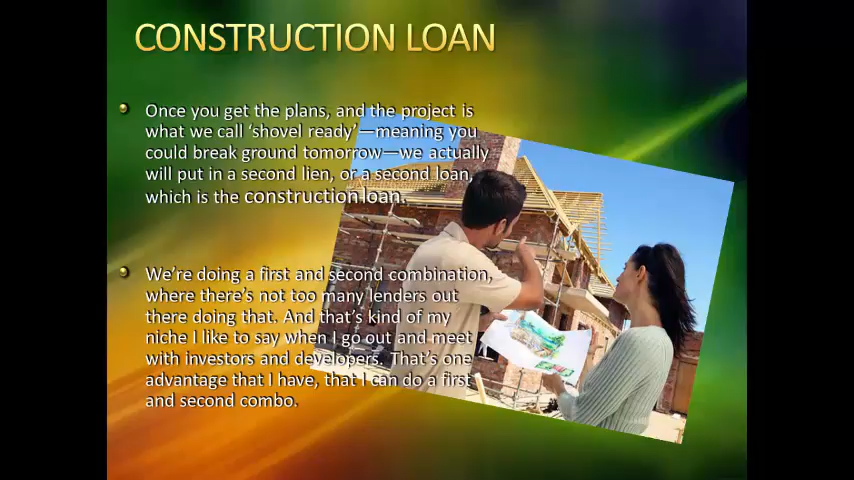 CONSTRUCTION LOAN
Once you get the plans, and the project is
what we call ‘shovel ready’—meaning you
could break ground tomorrow—we actually
will put in a second lien, or a second loan,
which is the construction loan.
We’re doing a first and second combination,
where there’s not too many lenders out
there doing that. And that’s kind of my
niche I like to say when I go out and meet
with investors and developers. That’s one
advantage that I have, that I can do a first
and second combo.